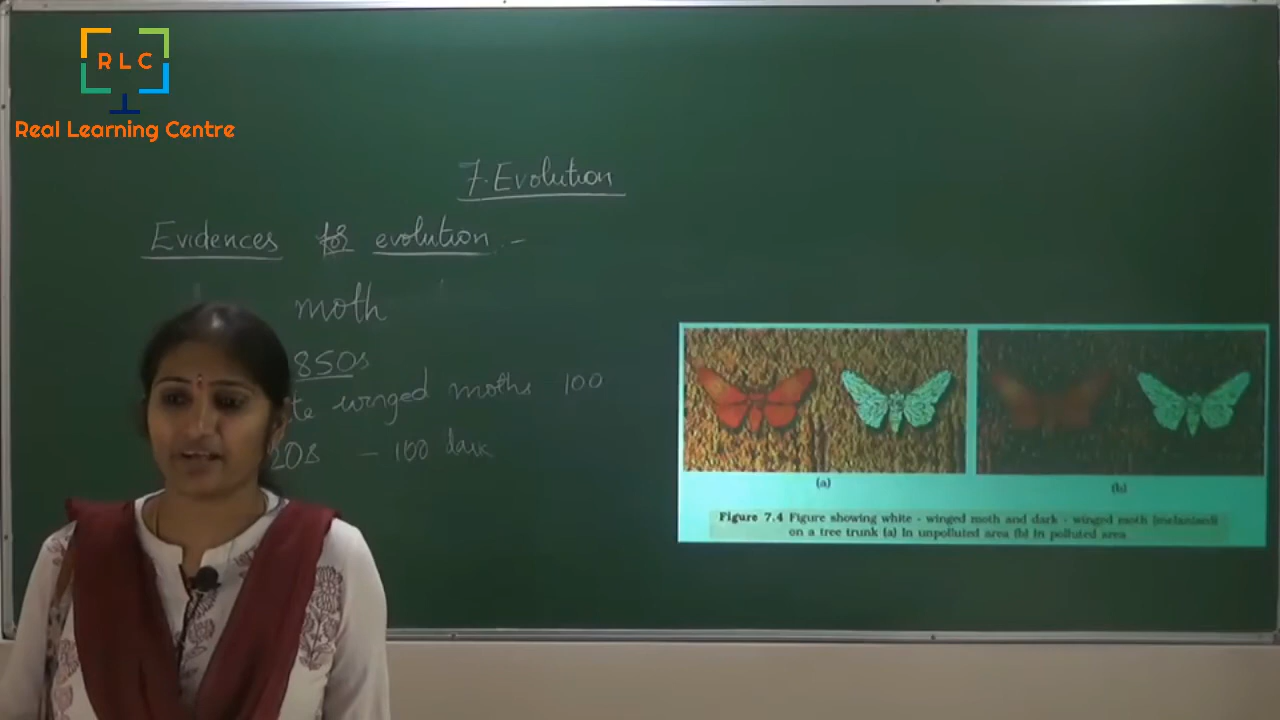 R L C
Real Learning Centre
7. Evolution
Evidences for evolution -
moth
850s
te winged moths 100
20s - 100 dark
(a)
(b)
Figure 7.4 Figure showing white - winged moth and dark - winged moth (melanised)
on a tree trunk (a) In unpolluted area (b) In polluted area